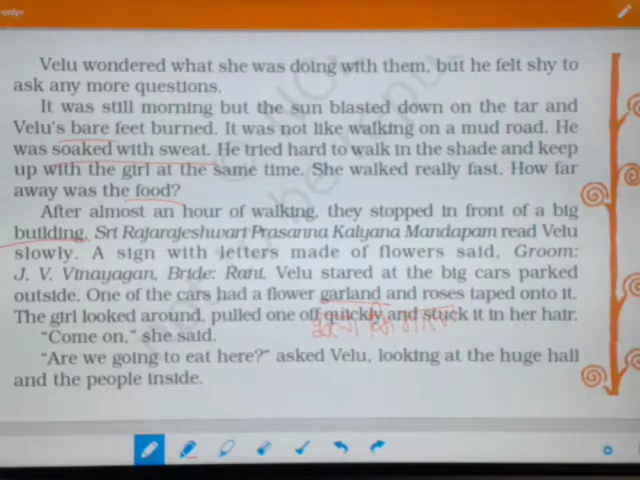 Velu wondered what she was doing with them, but he felt shy to
ask any more questions.
It was still morning but the sun blasted down on the tar and
Velu's bare feet burned. It was not like walking on a mud road. He
was soaked with sweat. He tried hard to walk in the shade and keep
up with the girl at the same time. She walked really fast. How far
away was the food?
After almost an hour of walking, they stopped in front of a big
building. Sri Rajarajeshwari Prasanna Kalyana Mandapam read Velu
slowly. A sign with letters made of flowers said, Groom:
J. V. Vinayagan, Bride: Rani. Velu stared at the big cars parked
outside. One of the cars had a flower garland and roses taped onto it.
The girl looked around, pulled one off quickly and stuck it in her hair.
“Come on,” she said.
“Are we going to eat here?” asked Velu, looking at the huge hall
and the people inside.